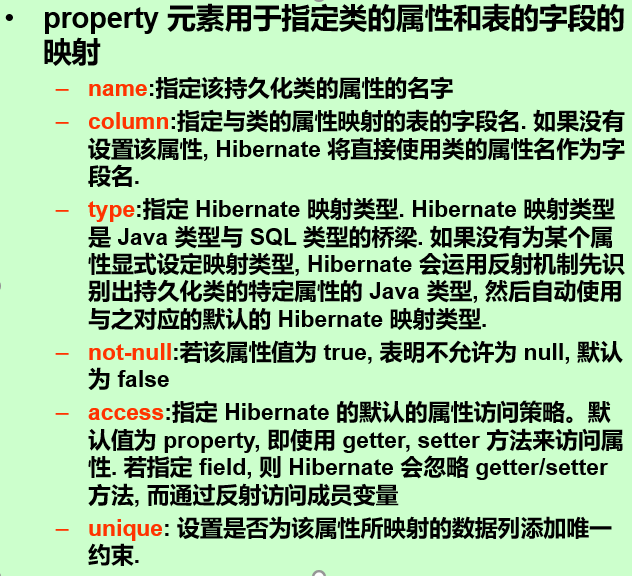 • property 元素用于指定类的属性和表的字段的
映射
– name:指定该持久化类的属性的名字
– column:指定与类的属性映射的表的字段名. 如果没有
设置该属性, Hibernate 将直接使用类的属性名作为字
段名.
– type:指定 Hibernate 映射类型. Hibernate 映射类型
是 Java 类型与 SQL 类型的桥梁. 如果没有为某个属
性显式设定映射类型, Hibernate 会运用反射机制先识
别出持久化类的特定属性的 Java 类型, 然后自动使用
与之对应的默认的 Hibernate 映射类型.
– not-null:若该属性值为 true, 表明不允许为 null, 默认
为 false
– access:指定 Hibernate 的默认的属性访问策略。默
认值为 property, 即使用 getter, setter 方法来访问属
性. 若指定 field, 则 Hibernate 会忽略 getter/setter
方法, 而通过反射访问成员变量
– unique: 设置是否为该属性所映射的数据列添加唯一
约束.